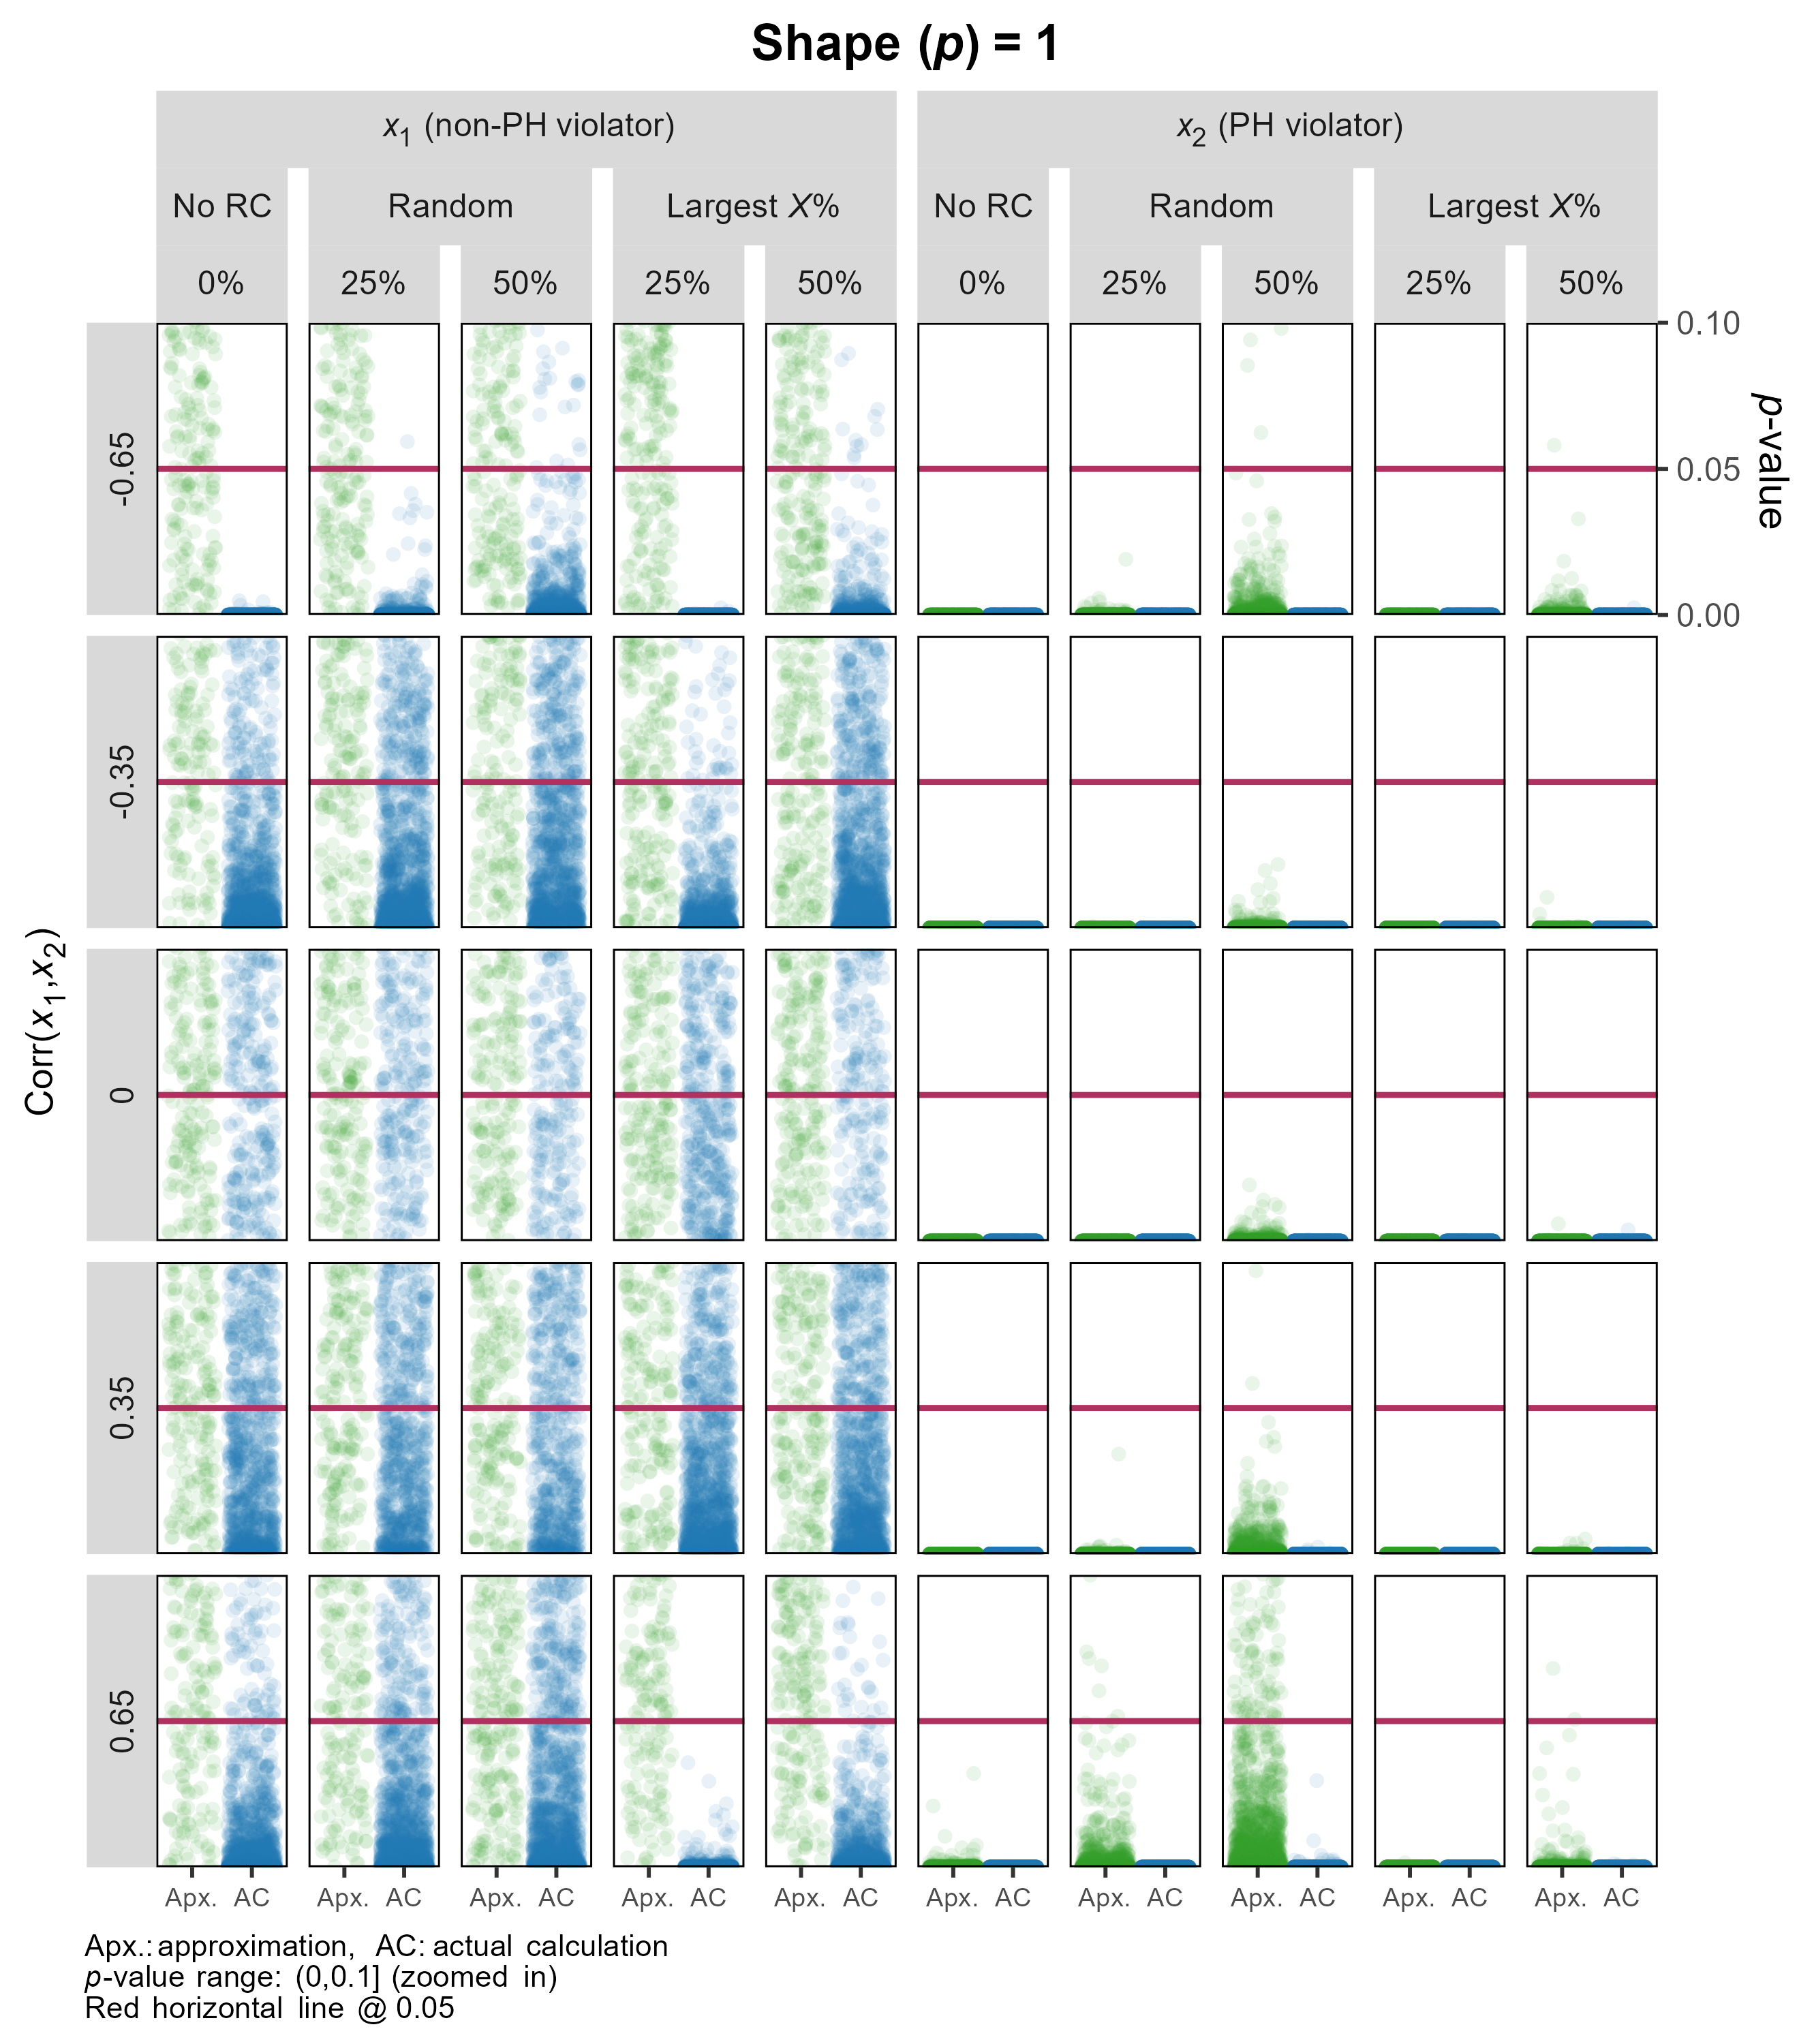 Shape (p) = 1
x1 (non-PH violator) x2 (PH violator)
No RC Random Largest X% No RC Random Largest X%
0% 25% 50% 25% 50% 0% 25% 50% 25% 50%
0.10
0.05
0.00
p-value
-0.65
-0.35
0
0.35
0.65
Corr(x1,x2)
Apx. AC Apx. AC Apx. AC Apx. AC Apx. AC Apx. AC Apx. AC Apx. AC Apx. AC Apx. AC
Apx.: approximation, AC: actual calculation
p-value range: (0,0.1] (zoomed in)
Red horizontal line @ 0.05